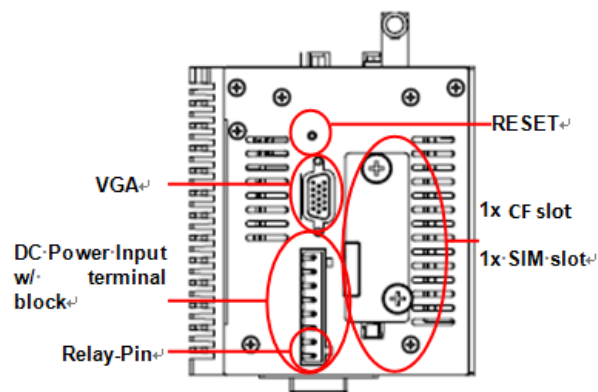 RESET↵
VGA↵
1x CF slot
DC·Power·Input
w/· terminal
block↵
1x·SIM·slot↵
Relay-Pin↵